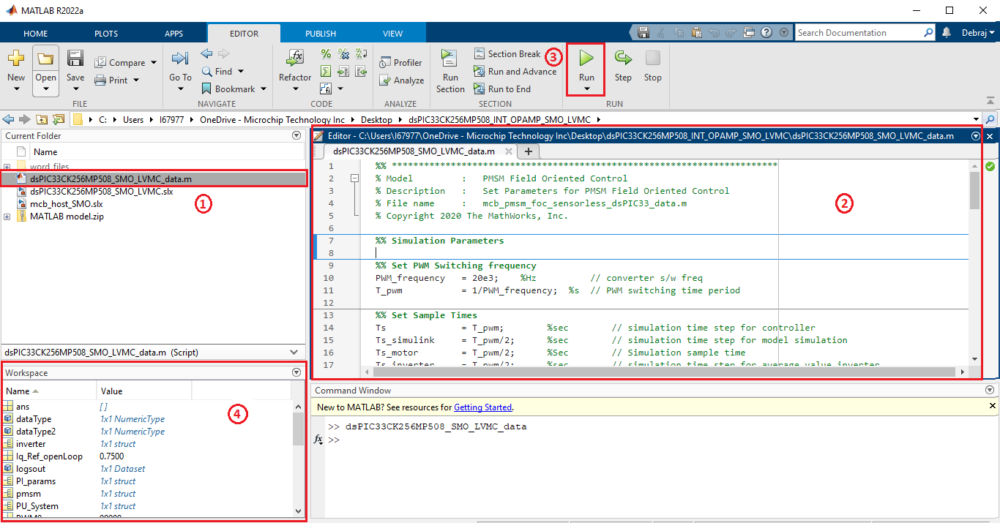 MATLAB R2022a
HOME PLOTS APPS EDITOR PUBLISH VIEW
Search Documentation
Debraj
New
Open
Save
Compare
Print
FILE
Go To
Find
Bookmark
NAVIGATE
Refactor
CODE
Profiler
Analyze
ANALYZE
Run
Section
Section Break
Run and Advance
Run to End
SECTION
3
Run
Step
Stop
RUN
C: Users I67977 OneDrive - Microchip Technology Inc Desktop dsPIC33CK256MP508_INT_OPAMP_SMO_LVMC
Current Folder
Name
word_files
dsPIC33CK256MP508_SMO_LVMC_data.m
dsPIC33CK256MP508_SMO_LVMC.slx
mcb_host_SMO.slx
MATLAB model.zip
1
dsPIC33CK256MP508_SMO_LVMC_data.m (Script)
Workspace
Name Value
ans [ ]
dataType 1x1 NumericType
dataType2 1x1 NumericType
inverter 1x1 struct
Iq_Ref_openLoop 0.7500
logsout 1x1 Dataset
PI_params 1x1 struct
pmsm 1x1 struct
PU_System 1x1 struct
4
Editor - C:\Users\I67977\OneDrive - Microchip Technology Inc\Desktop\dsPIC33CK256MP508_INT_OPAMP_SMO_LVMC\dsPIC33CK256MP508_SMO_LVMC_data.m
dsPIC33CK256MP508_SMO_LVMC_data.m
1 %% ***********************************************************************
2 % Model : PMSM Field Oriented Control
3 % Description : Set Parameters for PMSM Field Oriented Control
4 % File name : mcb_pmsm_foc_sensorless_dsPIC33_data.m
5 % Copyright 2020 The MathWorks, Inc.
6
7 %% Simulation Parameters
8
9 %% Set PWM Switching frequency
10 PWM_frequency = 20e3; %Hz // converter s/w freq
11 T_pwm = 1/PWM_frequency; %s // PWM switching time period
12
13 %% Set Sample Times
14 Ts = T_pwm; %sec // simulation time step for controller
15 Ts_simulink = T_pwm/2; %sec // simulation time step for model simulation
16 Ts_motor = T_pwm/2; %Sec // Simulation sample time
17 Ts_inverter = T_pwm/2; %sec // simulation time step for average value inverter
2
Command Window
New to MATLAB? See resources for Getting Started.
>> dsPIC33CK256MP508_SMO_LVMC_data
fx >>